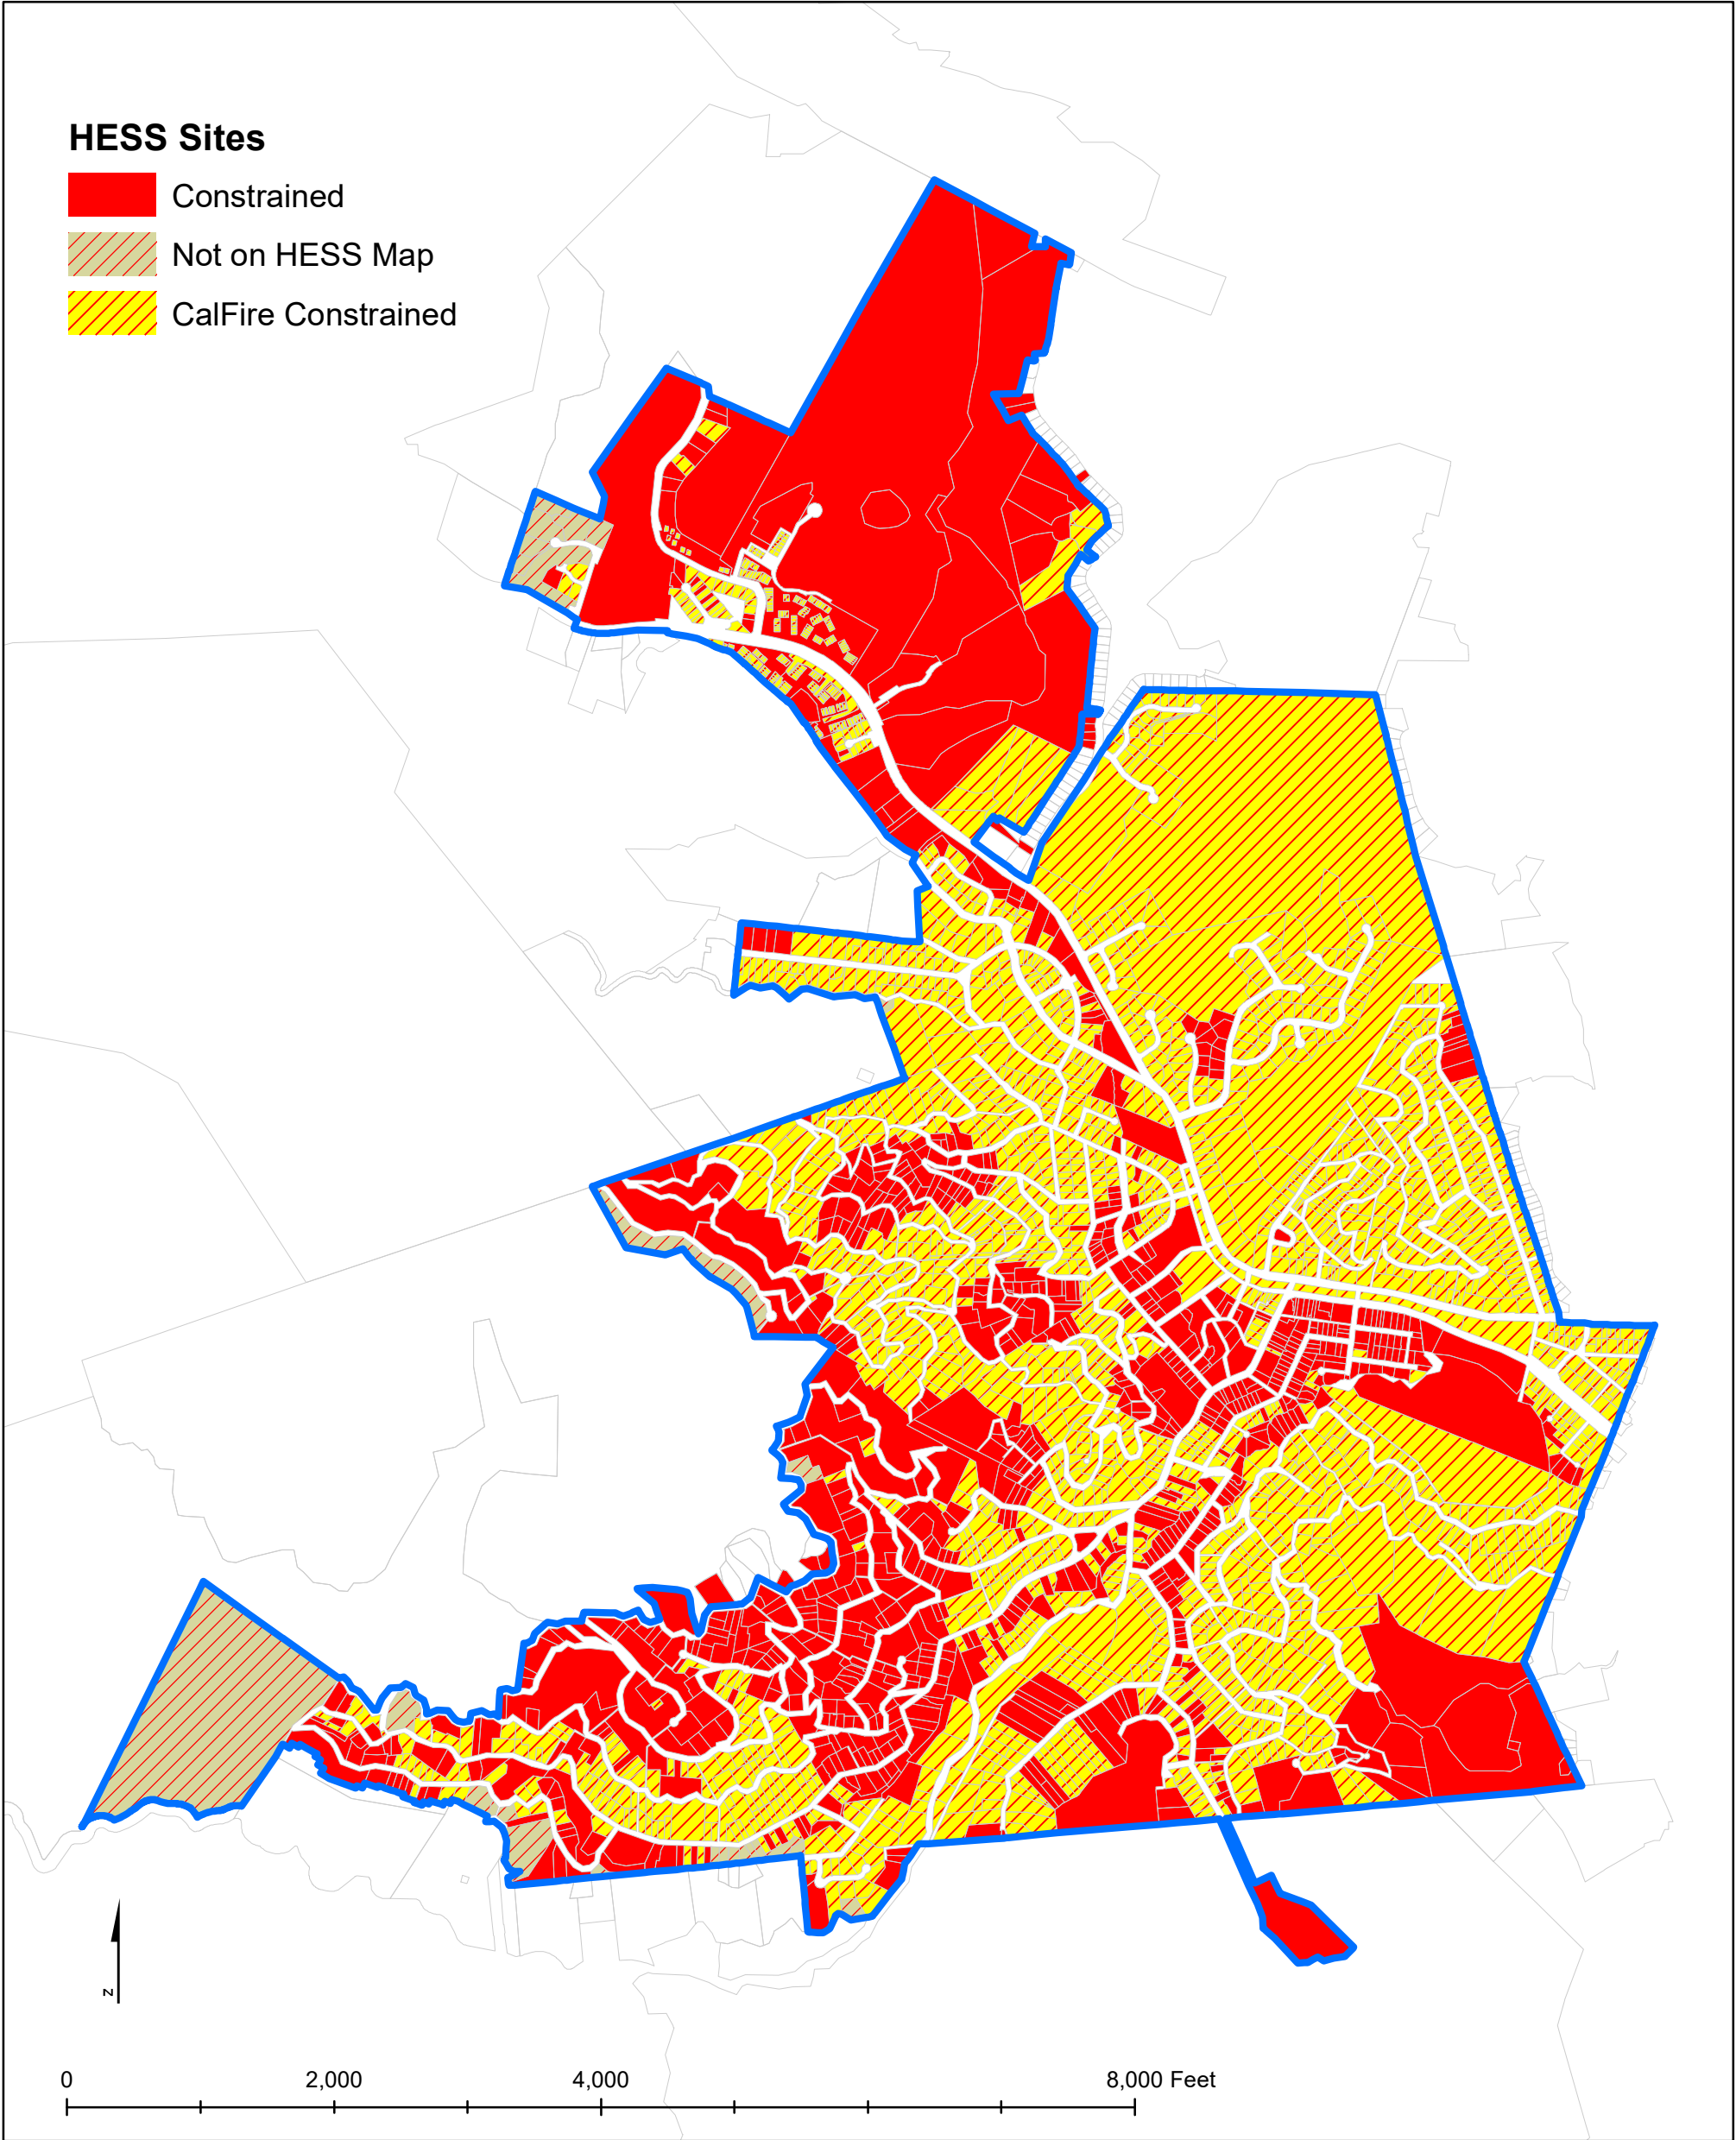 HESS Sites
Constrained
Not on HESS Map
CalFire Constrained
N
0 2,000 4,000 8,000 Feet